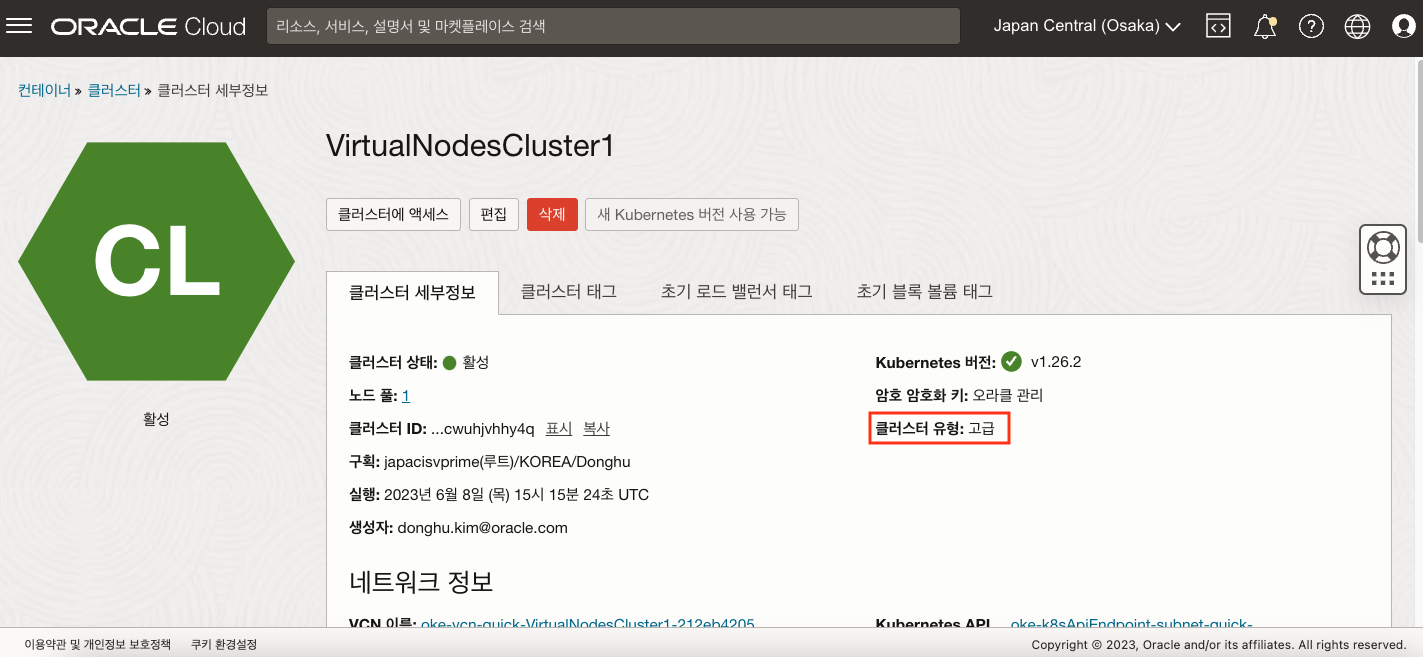 ORACLE Cloud
리소스, 서비스, 설명서 및 마켓플레이스 검색
Japan Central (Osaka)
컨테이너 » 클러스터 » 클러스터 세부정보
CL
활성
VirtualNodesCluster1
클러스터에 액세스 편집 삭제 새 Kubernetes 버전 사용 가능
클러스터 세부정보 클러스터 태그 초기 로드 밸런서 태그 초기 블록 볼륨 태그
클러스터 상태: 활성
노드 풀: 1
클러스터 ID: ...cwuhjvhhy4q 표시 복사
구획: japacisvprime(루트)/KOREA/Donghu
실행: 2023년 6월 8일 (목) 15시 15분 24초 UTC
생성자: donghu.kim@oracle.com
Kubernetes 버전: v1.26.2
암호 암호화 키: 오라클 관리
클러스터 유형: 고급
네트워크 정보
VCN 이름: oke-vcn-quick-VirtualNodesCluster1-212eb4205
Kubernetes API oke-k8sApiEndpoint-subnet-quick-
이용약관 및 개인정보 보호정책 쿠키 환경설정
Copyright © 2023, Oracle and/or its affiliates. All rights reserved.